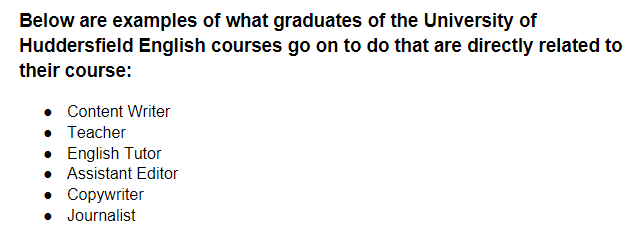 Below are examples of what graduates of the University of
Huddersfield English courses go on to do that are directly related to
their course:
● Content Writer
● Teacher
● English Tutor
● Assistant Editor
● Copywriter
● Journalist